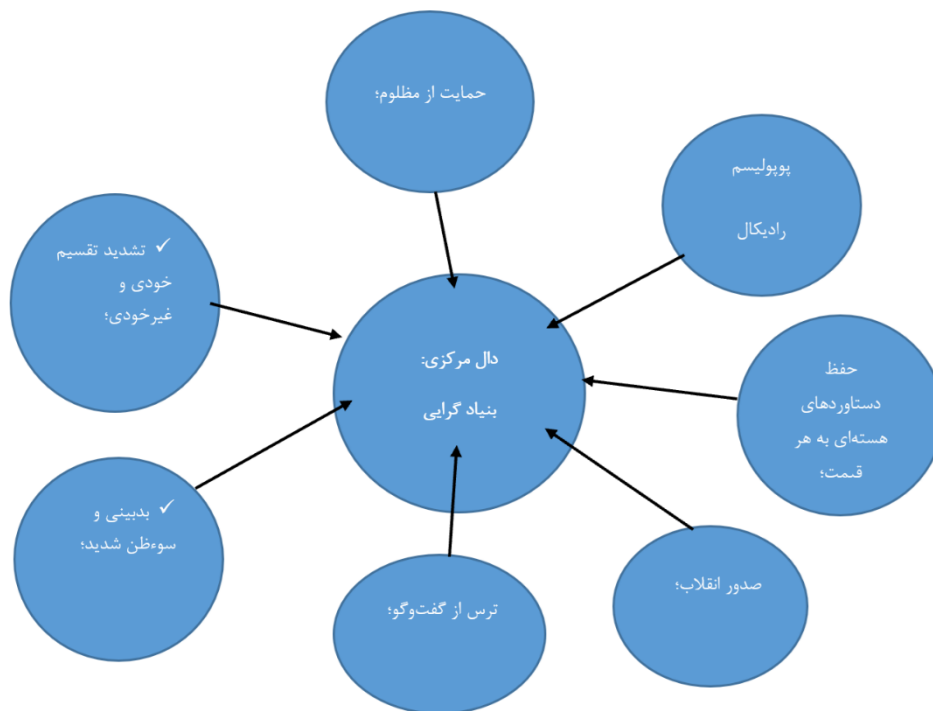 حمایت از مظلوم؛
پوپولیسم
رادیکال
✓ تشدید تقسیم
خودی و
غیرخودی؛
دال مرکزی:
بنیاد گرایی
حفظ
دستاوردهای
هسته‌ای به هر
قیمت؛
✓ بدبینی و
سوءظن شدید؛
صدور انقلاب؛
ترس از گفت‌وگو؛